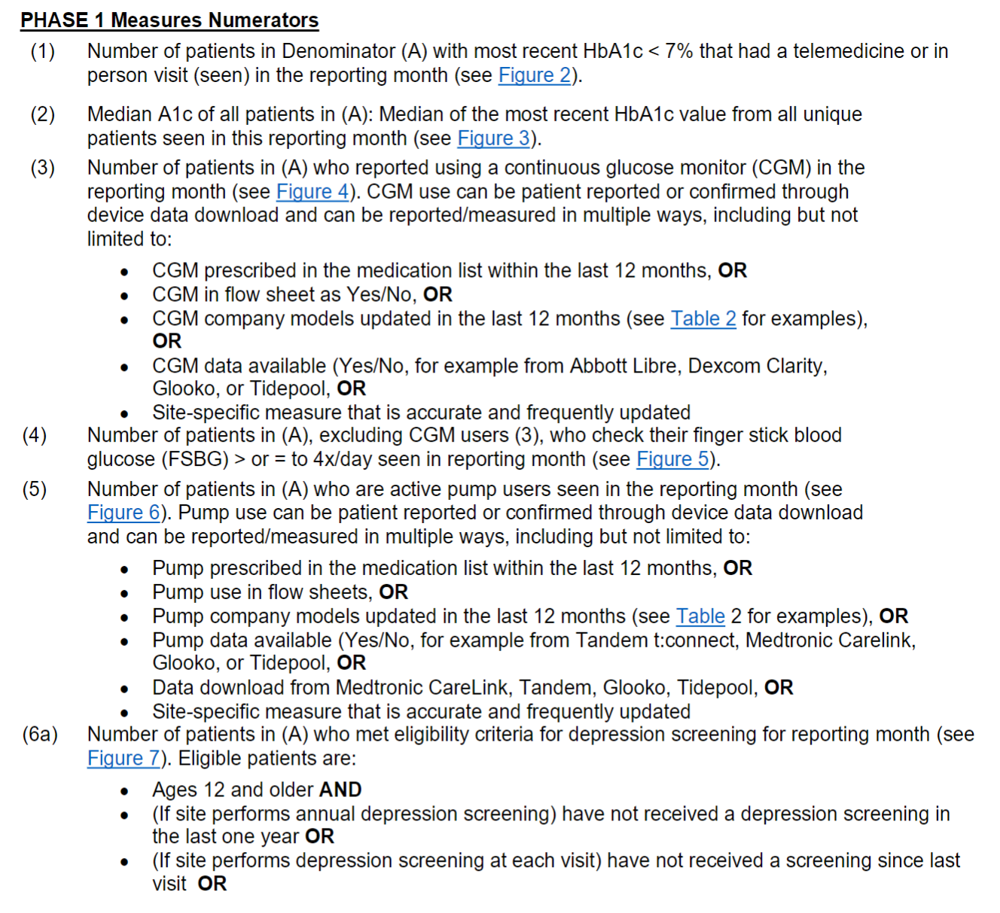 PHASE 1 Measures Numerators
(1) Number of patients in Denominator (A) with most recent HbA1c < 7% that had a telemedicine or in
person visit (seen) in the reporting month (see Figure 2).
(2) Median A1c of all patients in (A): Median of the most recent HbA1c value from all unique
patients seen in this reporting month (see Figure 3).
(3) Number of patients in (A) who reported using a continuous glucose monitor (CGM) in the
reporting month (see Figure 4). CGM use can be patient reported or confirmed through
device data download and can be reported/measured in multiple ways, including but not
limited to:
• CGM prescribed in the medication list within the last 12 months, OR
• CGM in flow sheet as Yes/No, OR
• CGM company models updated in the last 12 months (see Table 2 for examples),
OR
• CGM data available (Yes/No, for example from Abbott Libre, Dexcom Clarity,
Glooko, or Tidepool, OR
• Site-specific measure that is accurate and frequently updated
(4) Number of patients in (A), excluding CGM users (3), who check their finger stick blood
glucose (FSBG) > or = to 4x/day seen in reporting month (see Figure 5).
(5) Number of patients in (A) who are active pump users seen in the reporting month (see
Figure 6). Pump use can be patient reported or confirmed through device data download
and can be reported/measured in multiple ways, including but not limited to:
• Pump prescribed in the medication list within the last 12 months, OR
• Pump use in flow sheets, OR
• Pump company models updated in the last 12 months (see Table 2 for examples), OR
• Pump data available (Yes/No, for example from Tandem t:connect, Medtronic Carelink,
Glooko, or Tidepool, OR
• Data download from Medtronic CareLink, Tandem, Glooko, Tidepool, OR
• Site-specific measure that is accurate and frequently updated
(6a) Number of patients in (A) who met eligibility criteria for depression screening for reporting month (see
Figure 7). Eligible patients are:
• Ages 12 and older AND
• (If site performs annual depression screening) have not received a depression screening in
the last one year OR
• (If site performs depression screening at each visit) have not received a screening since last
visit OR